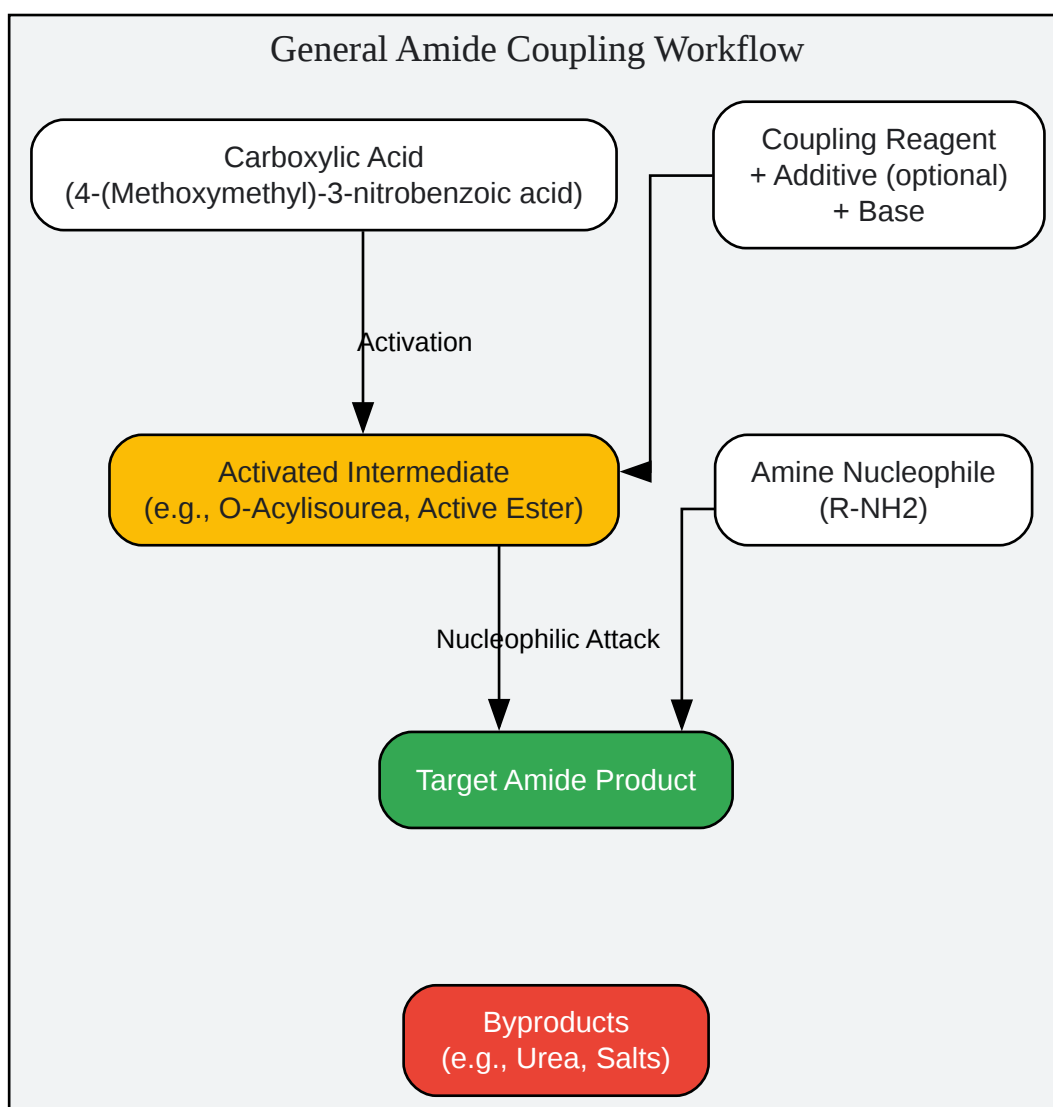 General Amide Coupling Workflow
Carboxylic Acid
(4-(Methoxymethyl)-3-nitrobenzoic acid)
Coupling Reagent
+ Additive (optional)
+ Base
Activation
Activated Intermediate
(e.g., O-Acylisourea, Active Ester)
Amine Nucleophile
(R-NH2)
Nucleophilic Attack
Target Amide Product
Byproducts
(e.g., Urea, Salts)